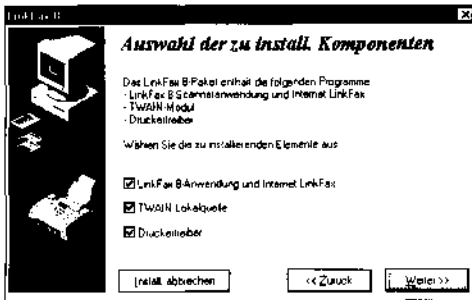 LinkFax 8
Auswahl der zu install. Komponenten
Das LinkFax 8-Paket enthält die folgenden Programme
- LinkFax 8 Scannelanwendung und Internet LinkFax
- TWAIN-Modul
- Druckertreiber
Wählen Sie die zu installierenden Elemente aus
LinkFax 8-Anwendung und Internet LinkFax
TWAIN Lokalquelle
Druckertreiber
Install. abbrechen
<< Zurück
Weiter >>